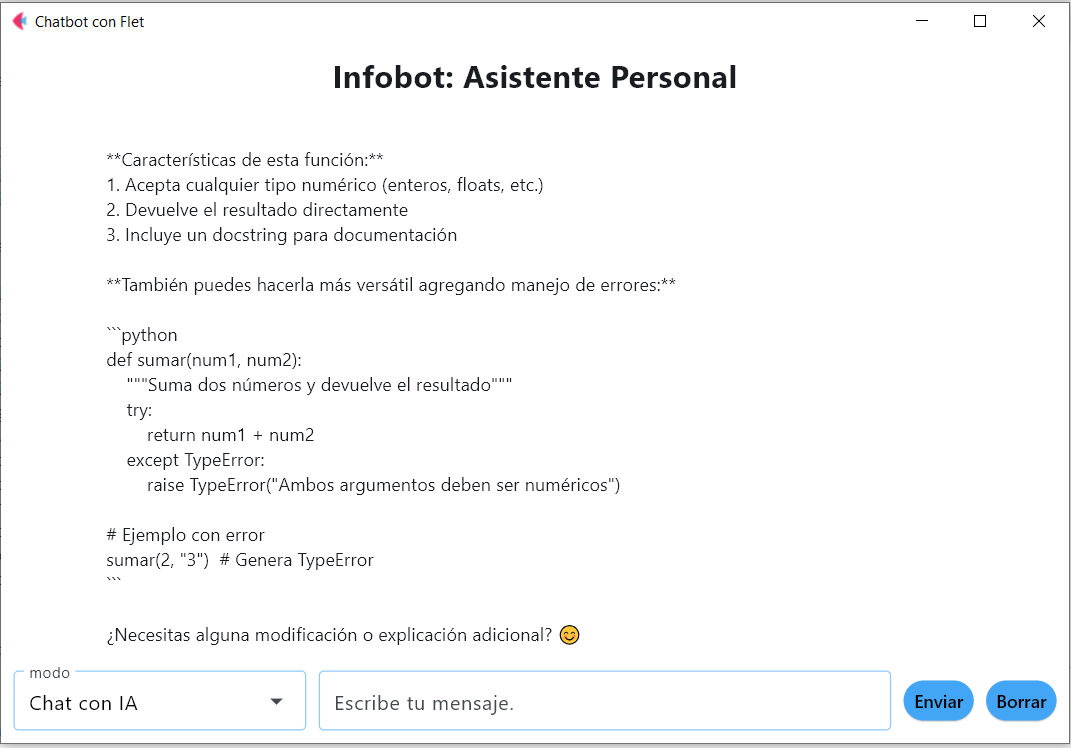 Chatbot con Flet
Infobot: Asistente Personal
**Características de esta función:**
1. Acepta cualquier tipo numérico (enteros, floats, etc.)
2. Devuelve el resultado directamente
3. Incluye un docstring para documentación
**También puedes hacerla más versátil agregando manejo de errores:**
```python
def sumar(num1, num2):
    """Suma dos números y devuelve el resultado"""
    try:
        return num1 + num2
    except TypeError:
        raise TypeError("Ambos argumentos deben ser numéricos")
# Ejemplo con error
sumar(2, "3")  # Genera TypeError
```
¿Necesitas alguna modificación o explicación adicional? 😊
modo
Chat con IA
Escribe tu mensaje.
Enviar
Borrar